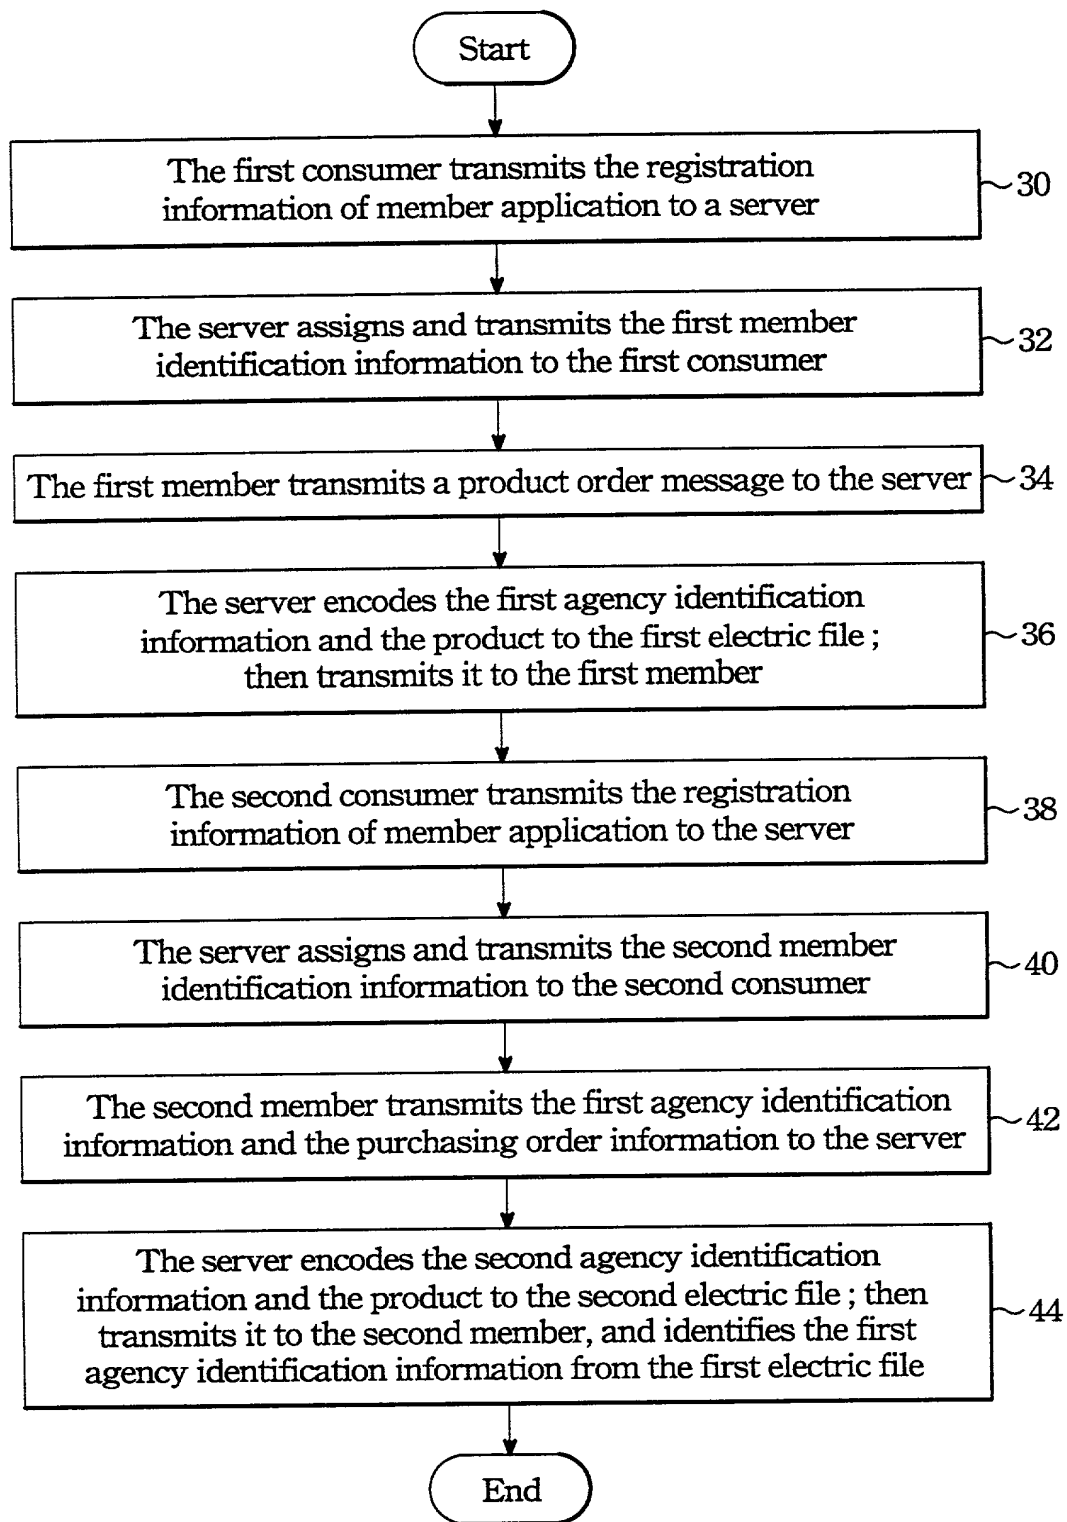 Start
The first consumer transmits the registration
information of member application to a server
30
The server assigns and transmits the first member
identification information to the first consumer
32
The first member transmits a product order message to the server
34
The server encodes the first agency identification
information and the product to the first electric file ;
then transmits it to the first member
36
The second consumer transmits the registration
information of member application to the server
38
The server assigns and transmits the second member
identification information to the second consumer
40
The second member transmits the first agency identification
information and the purchasing order information to the server
42
The server encodes the second agency identification
information and the product to the second electric file ; then
transmits it to the second member, and identifies the first
agency identification information from the first electric file
44
End